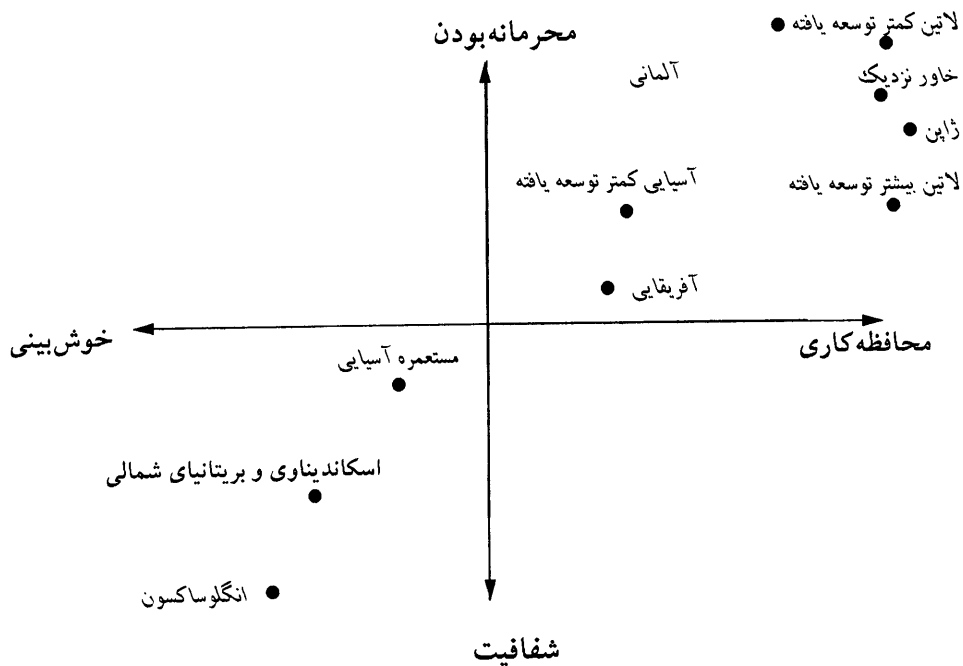 محرمانه‌بودن
لاتین کمتر توسعه یافته
آلمانی
خاور نزدیک
ژاپن
آسیایی کمتر توسعه یافته
لاتین بیشتر توسعه یافته
آفریقایی
محافظه‌کاری
خوش‌بینی
مستعمره آسیایی
اسکاندیناوی و بریتانیای شمالی
انگلوساکسون
شفافیت